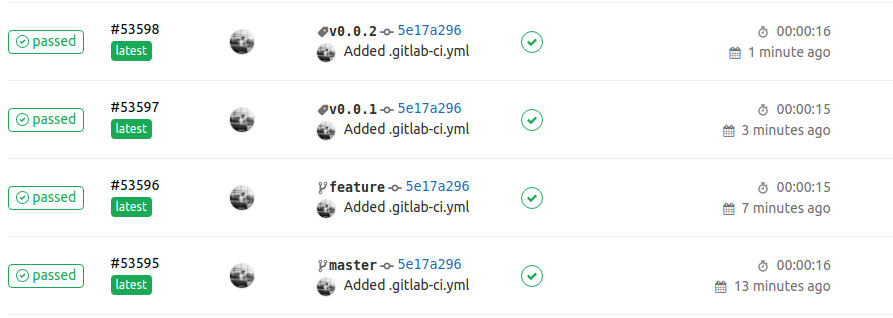 passed #53598 v0.0.2 5e17a296 00:00:16
latest Added .gitlab-ci.yml 1 minute ago
passed #53597 v0.0.1 5e17a296 00:00:15
latest Added .gitlab-ci.yml 3 minutes ago
passed #53596 feature 5e17a296 00:00:15
latest Added .gitlab-ci.yml 7 minutes ago
passed #53595 master 5e17a296 00:00:16
latest Added .gitlab-ci.yml 13 minutes ago